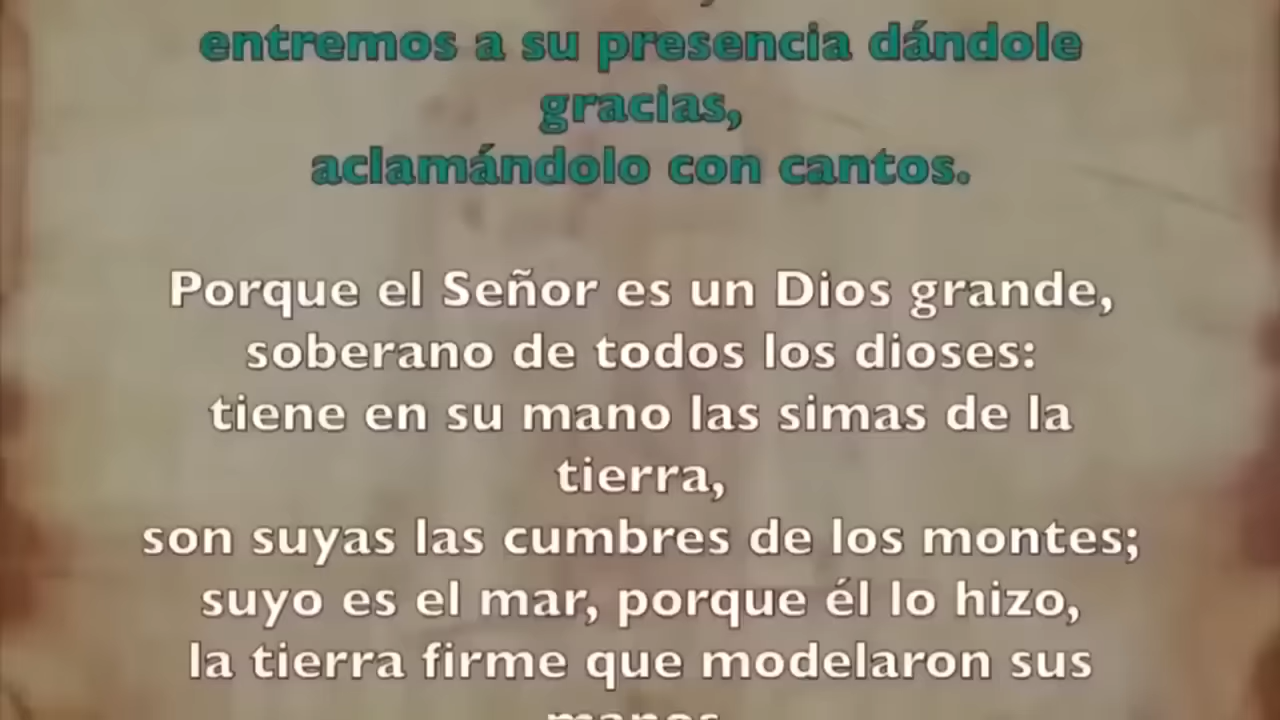 entremos a su presencia dándole
gracias,
aclamándolo con cantos.
Porque el Señor es un Dios grande,
soberano de todos los dioses:
tiene en su mano las simas de la
tierra,
son suyas las cumbres de los montes;
suyo es el mar, porque él lo hizo,
la tierra firme que modelaron sus
manos.